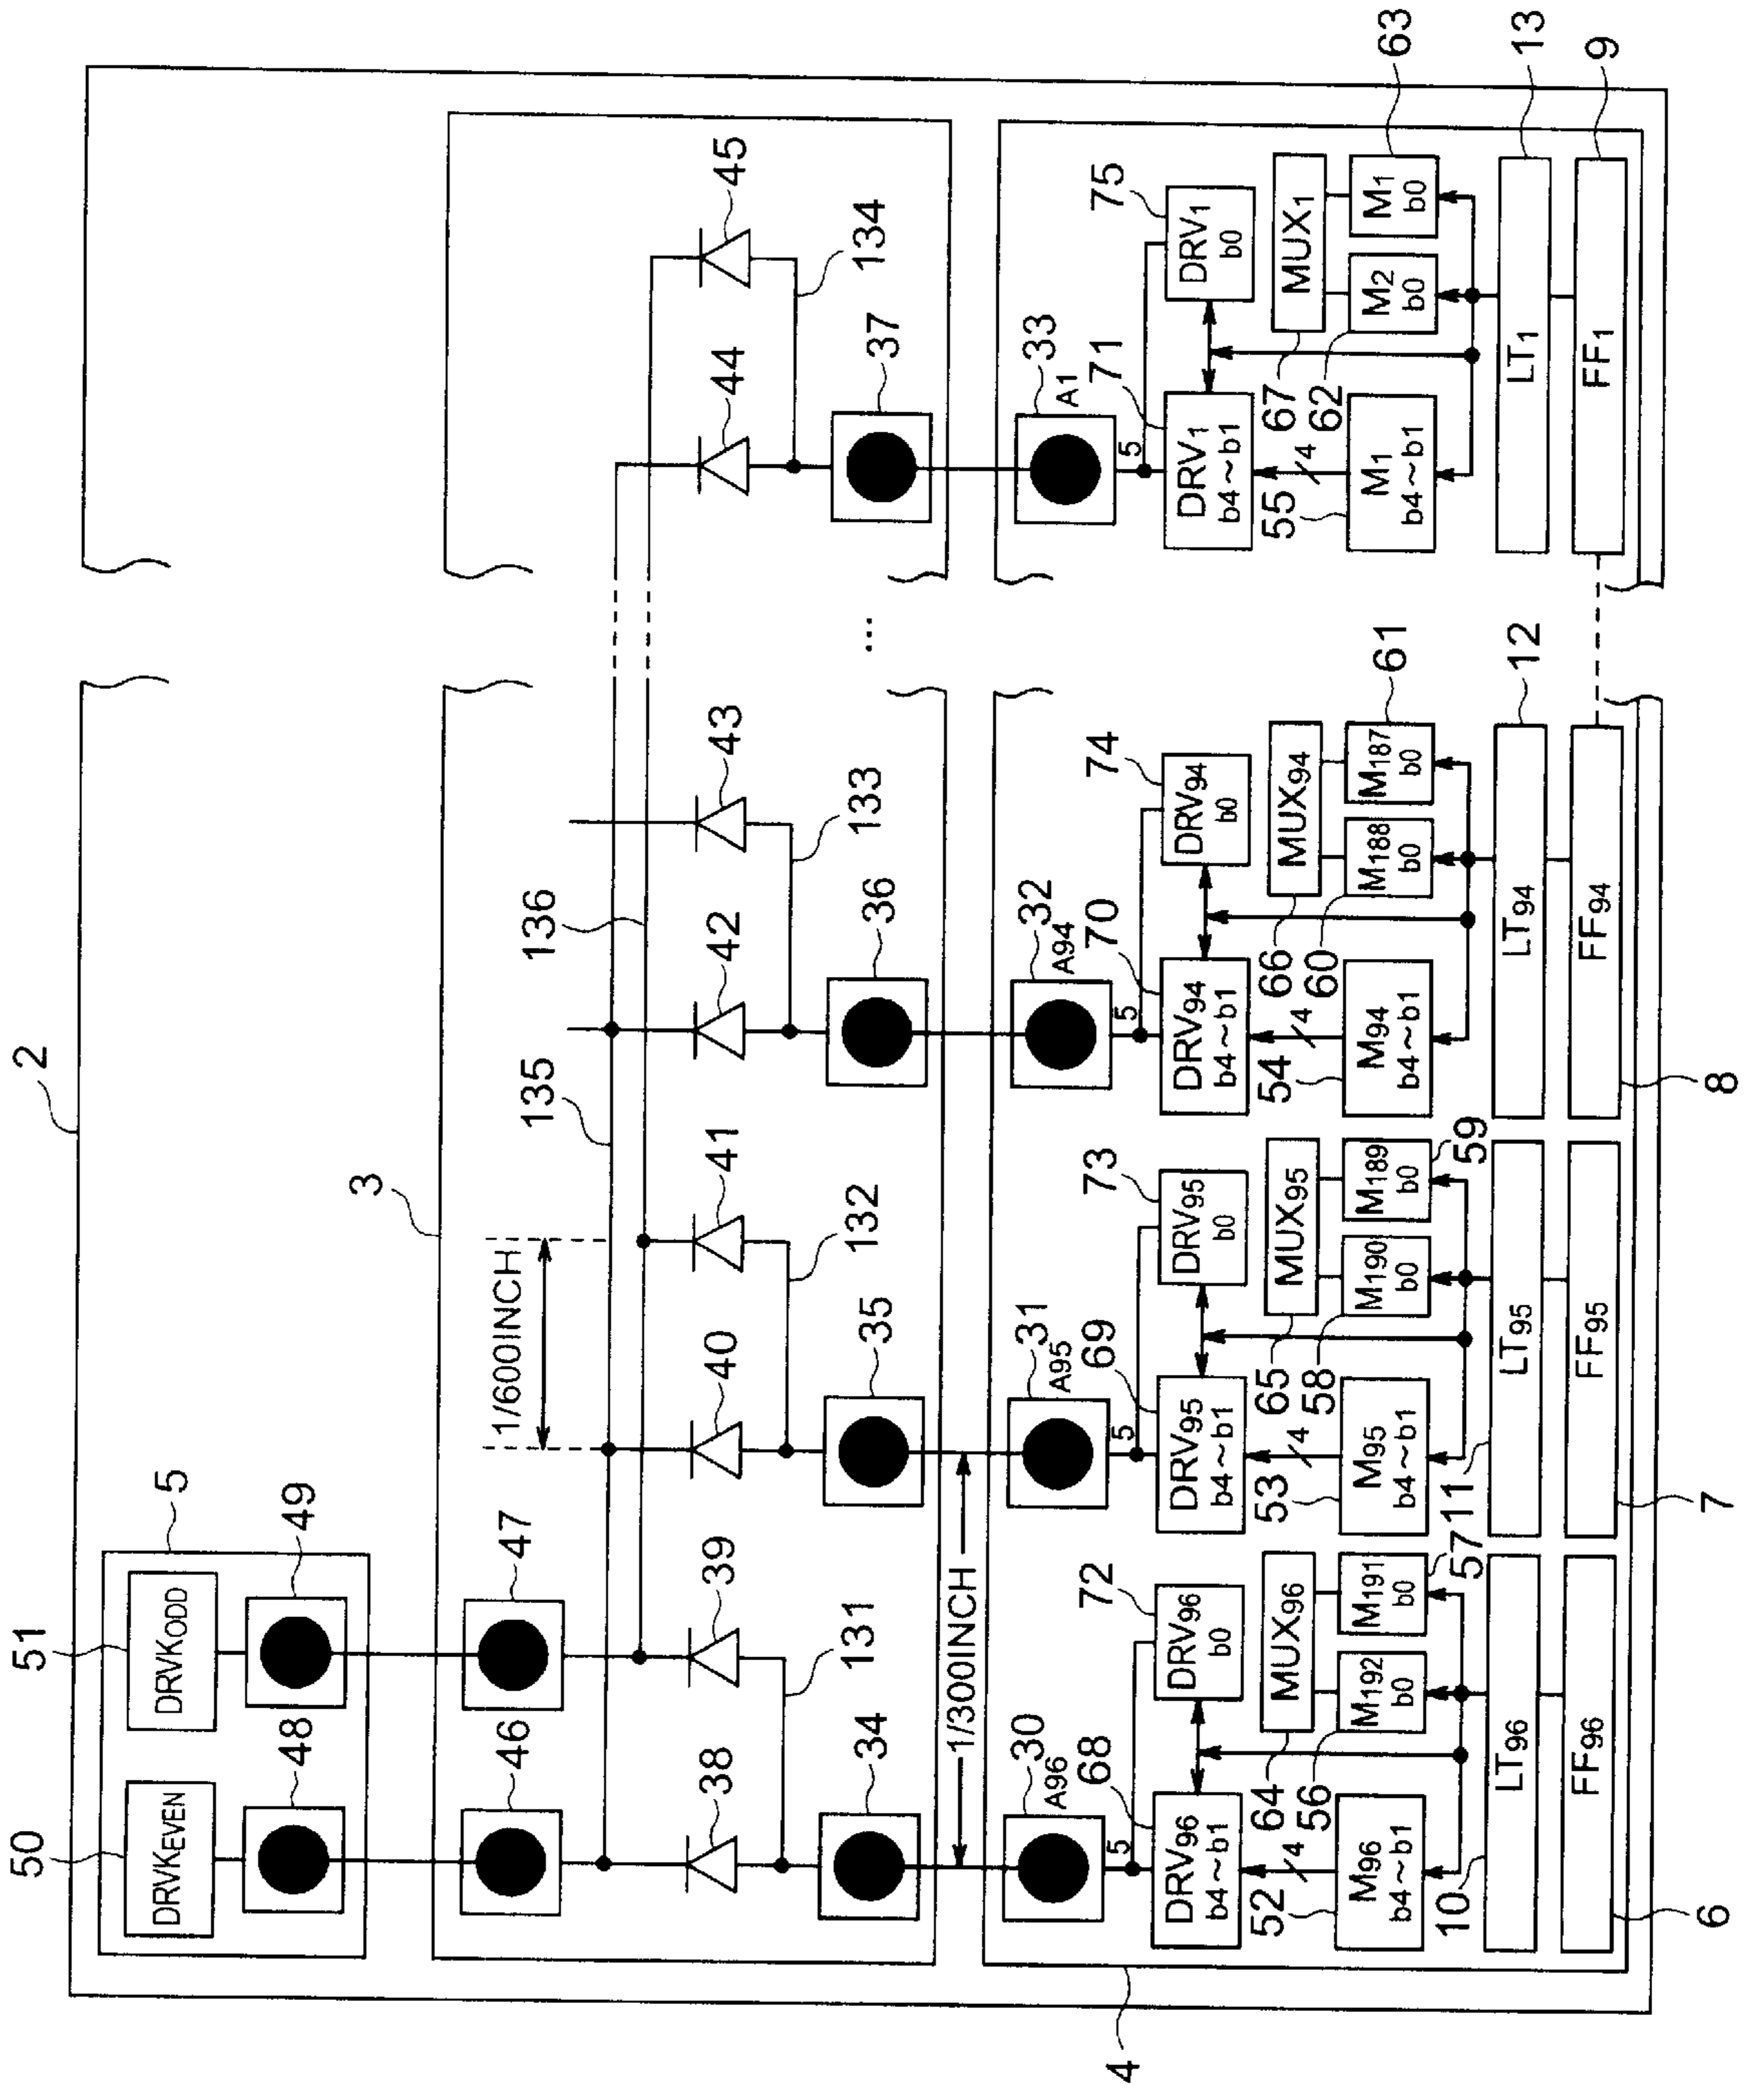 2
50
51
5
DRVKEVEN
DRVKODD
48
49
3
46
47
135
136
1/600INCH
38
39
40
41
42
43
44
45
131
132
133
134
34
35
36
37
...
1/300INCH
4
30
A96
31
A95
32
A94
33
A1
5
5
5
5
68
72
69
73
70
74
71
75
DRV96
b4~b1
DRV96
b0
DRV95
b4~b1
DRV95
b0
DRV94
b4~b1
DRV94
b0
DRV1
b4~b1
DRV1
b0
52
4
64
56
MUX96
53
4
65
58
MUX95
54
4
66
60
MUX94
55
4
67
62
MUX1
M96
b4~b1
M192
b0
M191
b0
57
M95
b4~b1
M190
b0
M189
b0
59
M94
b4~b1
M188
b0
M187
b0
61
M1
b4~b1
M2
b0
M1
b0
63
10
LT96
11
LT95
LT94
12
LT1
13
FF96
FF95
FF94
FF1
9
6
7
8